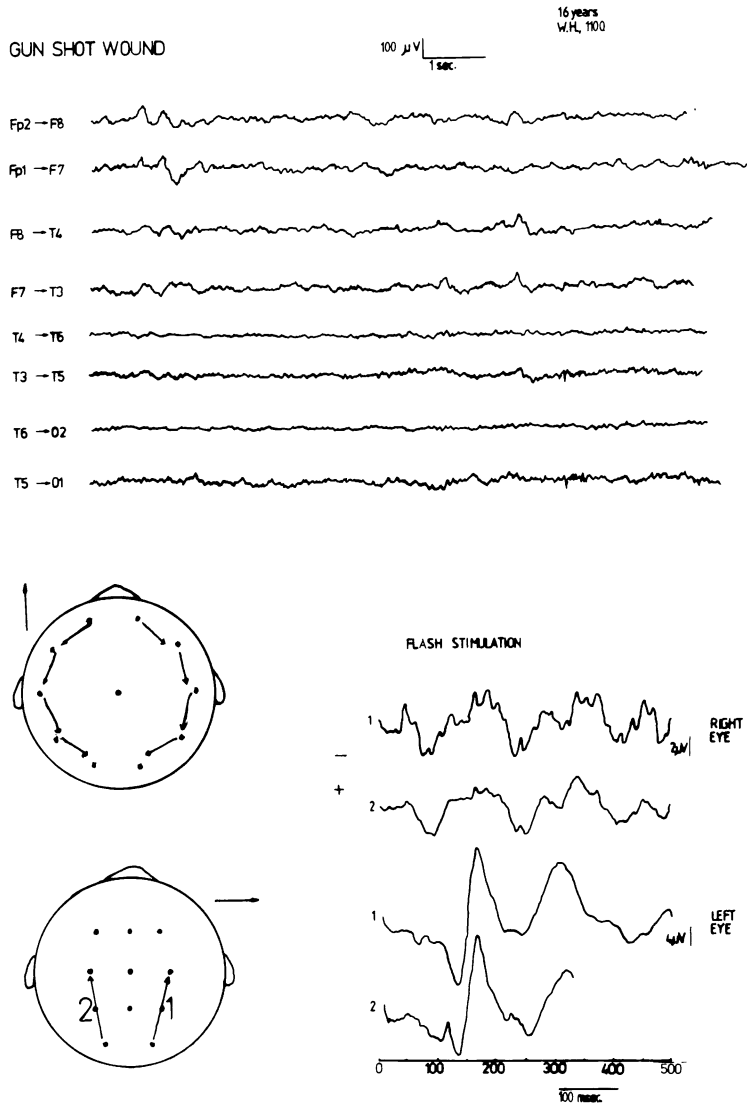 16 years
W.H., 1100
GUN SHOT WOUND
100 µV
1 sec.
Fp2 → F8
Fp1 → F7
F8 → T4
F7 → T3
T4 → T6
T3 → T5
T6 → O2
T5 → O1
FLASH STIMULATION
1
RIGHT
EYE
2µV
−
+
2
1
LEFT
EYE
4µV
2
2
1
0 100 200 300 400 500
100 msec.